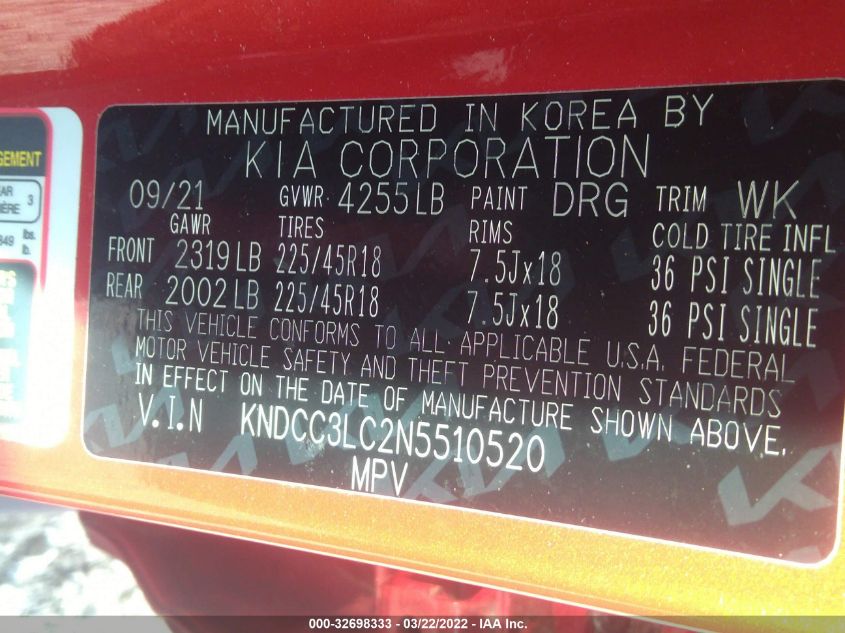 MANUFACTURED IN KOREA BY
KIA CORPORATION
09/21 GVWR 4255LB PAINT DRG TRIM WK
GAWR TIRES RIMS COLD TIRE INFL
FRONT 2319LB 225/45R18 7.5Jx18 36 PSI SINGLE
REAR 2002LB 225/45R18 7.5Jx18 36 PSI SINGLE
THIS VEHICLE CONFORMS TO ALL APPLICABLE U.S.A. FEDERAL
MOTOR VEHICLE SAFETY AND THEFT PREVENTION STANDARDS
IN EFFECT ON THE DATE OF MANUFACTURE SHOWN ABOVE.
V.I.N KNDCC3LC2N5510520
MPV
3
lbs.
000-32698333 - 03/22/2022 - IAA Inc.